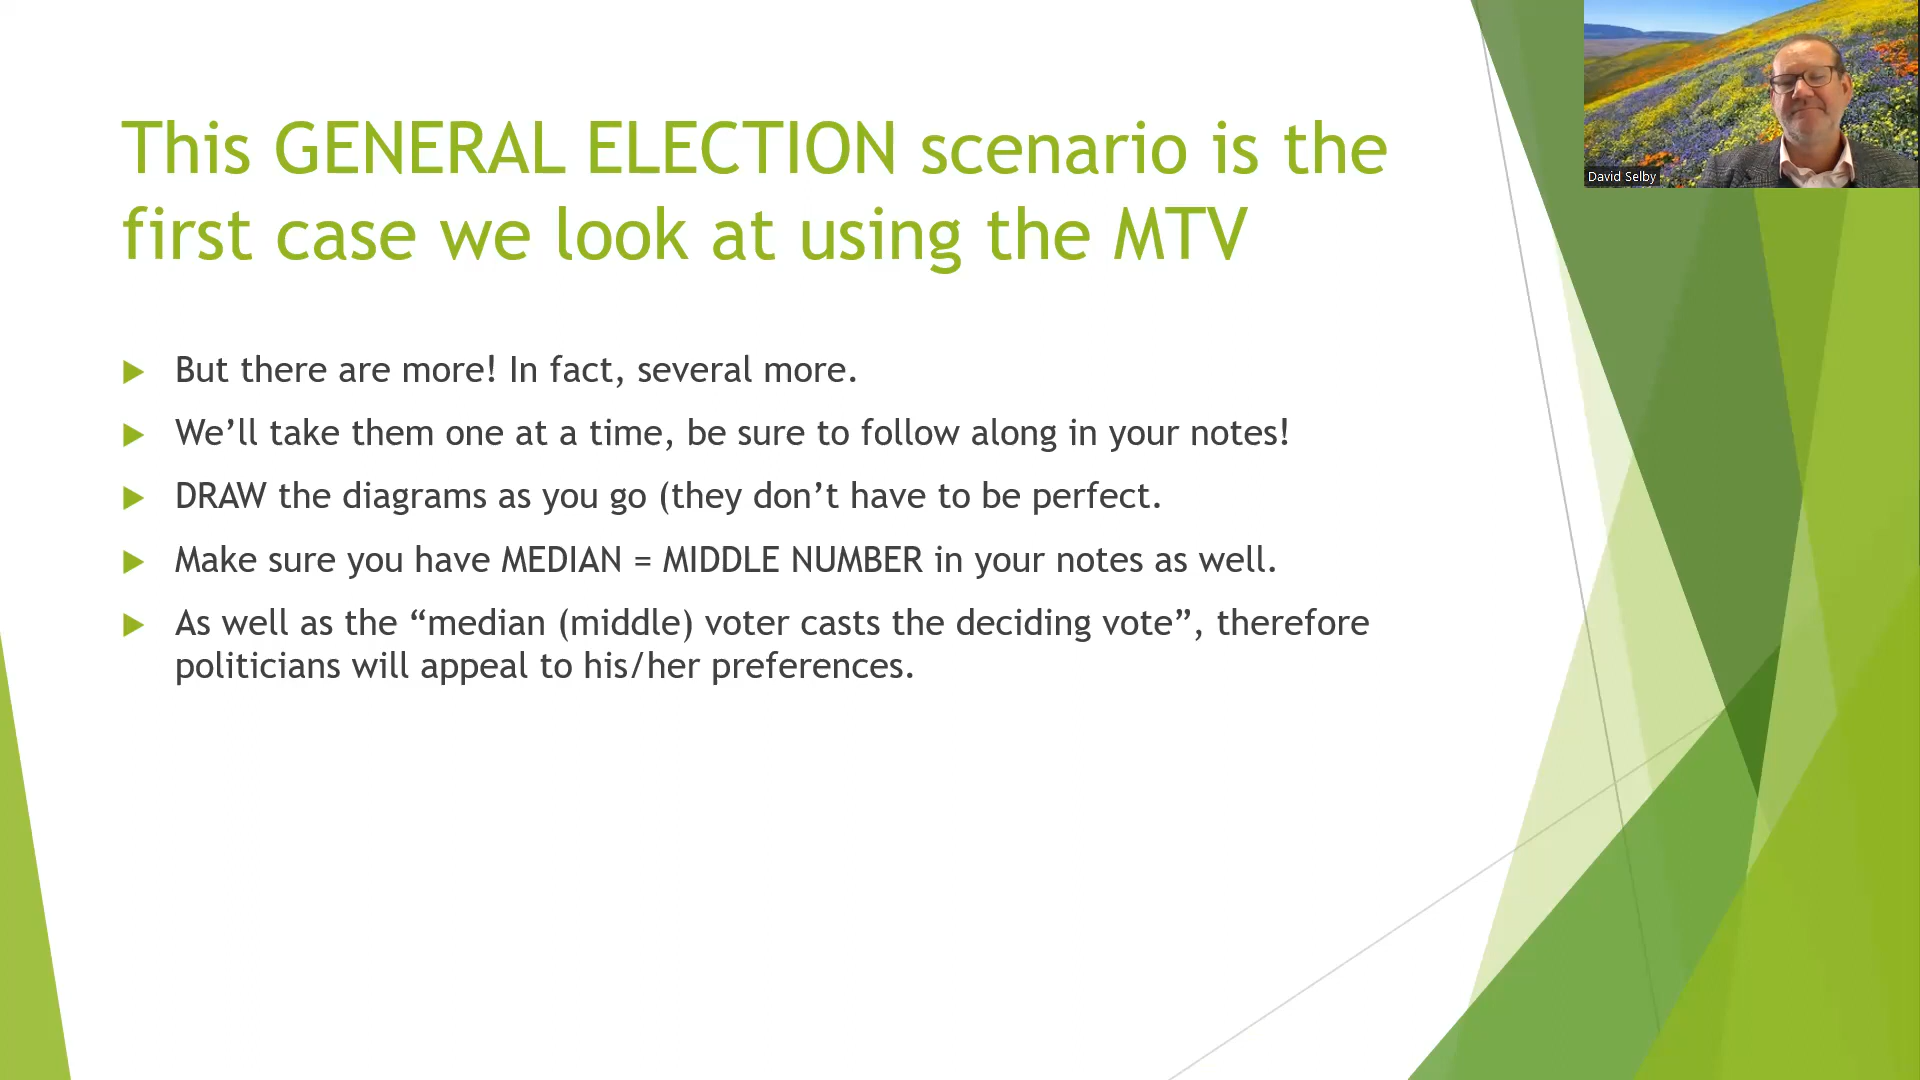 This GENERAL ELECTION scenario is the
first case we look at using the MTV
But there are more! In fact, several more.
We’ll take them one at a time, be sure to follow along in your notes!
DRAW the diagrams as you go (they don’t have to be perfect.
Make sure you have MEDIAN = MIDDLE NUMBER in your notes as well.
As well as the “median (middle) voter casts the deciding vote”, therefore
politicians will appeal to his/her preferences.
David Selby